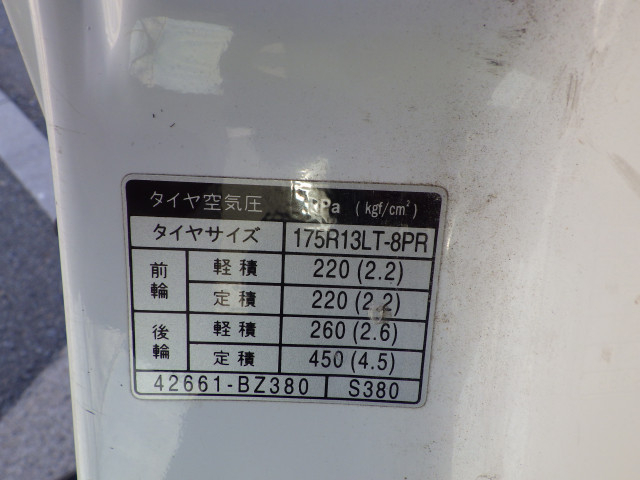 タイヤ空気圧 Pa (kgf/cm²)
タイヤサイズ 175R13LT-8PR
前輪 軽積 220 (2.2)
定積 220 (2.2)
後輪 軽積 260 (2.6)
定積 450 (4.5)
42661-BZ380 S380